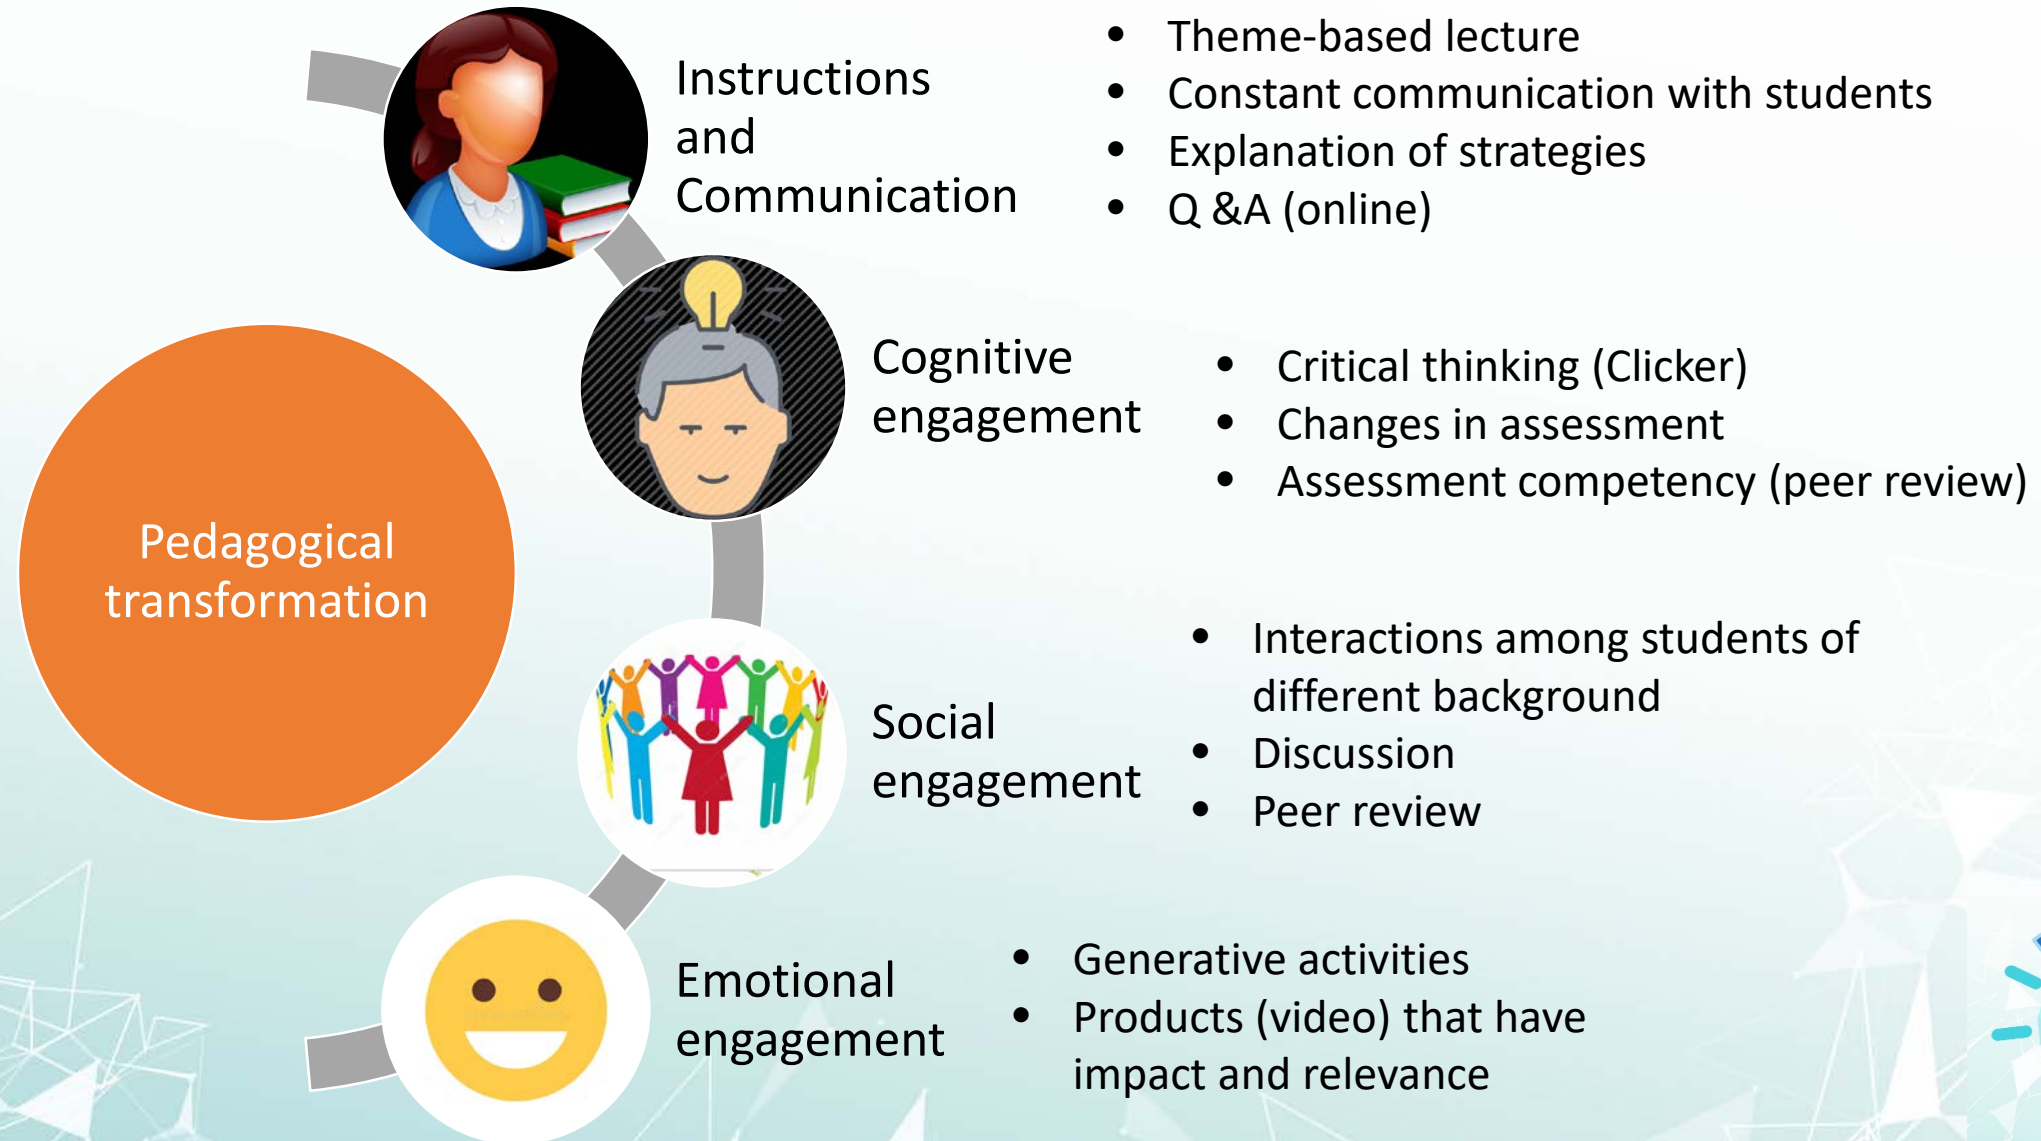 Pedagogical
transformation
Instructions
and
Communication
• Theme-based lecture
• Constant communication with students
• Explanation of strategies
• Q &A (online)
Cognitive
engagement
• Critical thinking (Clicker)
• Changes in assessment
• Assessment competency (peer review)
Social
engagement
• Interactions among students of
different background
• Discussion
• Peer review
Emotional
engagement
• Generative activities
• Products (video) that have
impact and relevance